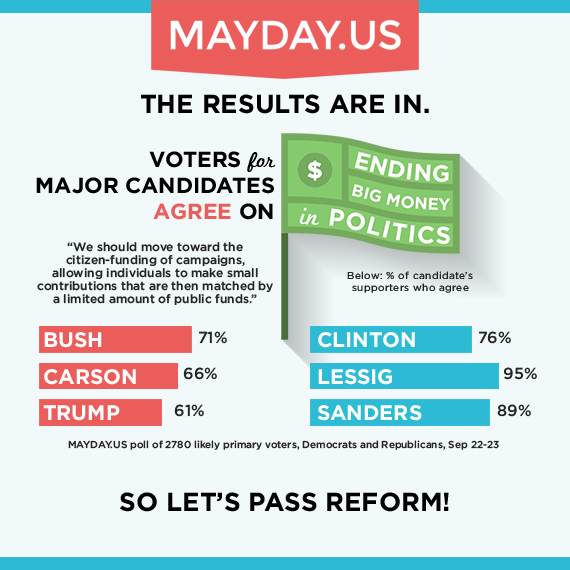 MAYDAY.US
THE RESULTS ARE IN.
VOTERS for
MAJOR CANDIDATES
AGREE ON
$
ENDING
BIG MONEY
in POLITICS
“We should move toward the
citizen-funding of campaigns,
allowing individuals to make small
contributions that are then matched by
a limited amount of public funds.”
Below: % of candidate’s
supporters who agree
BUSH 71%
CARSON 66%
TRUMP 61%
CLINTON 76%
LESSIG 95%
SANDERS 89%
MAYDAY.US poll of 2780 likely primary voters, Democrats and Republicans, Sep 22-23
SO LET’S PASS REFORM!